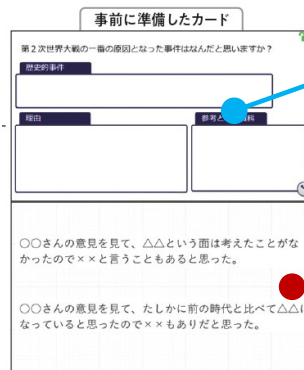 事前に準備したカード
第2次世界大戦の一番の原因となった事件はなんだと思いますか？
歴史的事件
理由
参考と
〇〇さんの意見を見て、△△という面は考えたことがな
かったので××と言うこともあると思った。
〇〇さんの意見を見て、たしかに前の時代と比べて△△に
なっていると思ったので××もありだと思った。